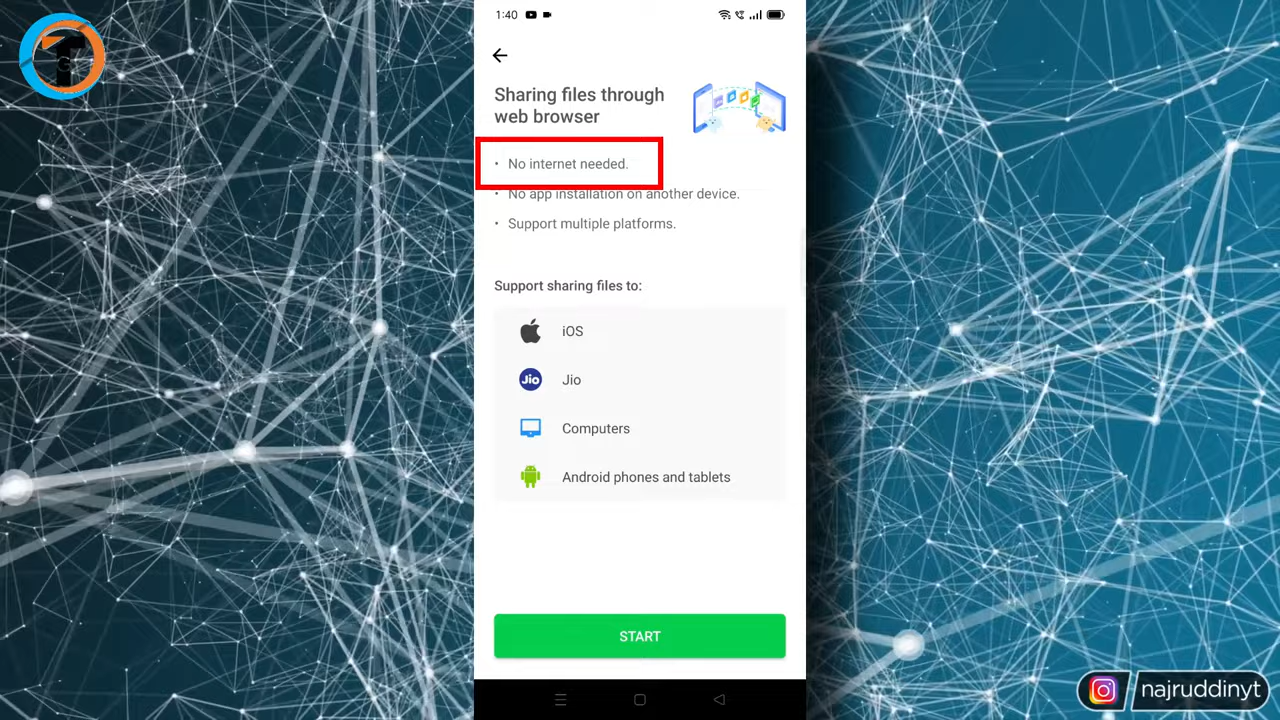 1:40
Sharing files through
web browser
• No internet needed.
• No app installation on another device.
• Support multiple platforms.
Support sharing files to:
iOS
Jio Jio
Computers
Android phones and tablets
START
najruddinyt